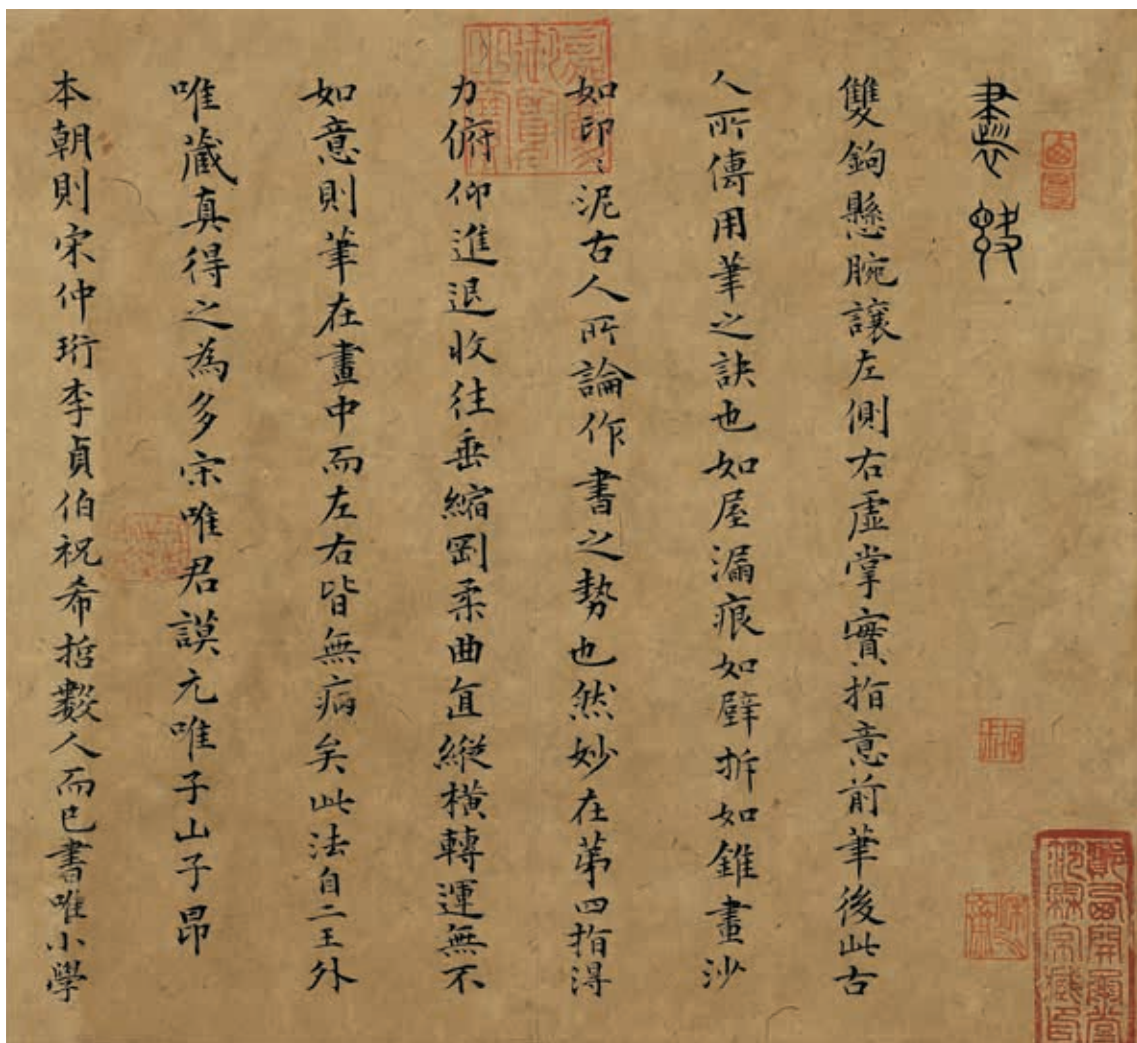 書訣
雙鉤懸腕讓左側右虛掌實指意前筆後此古
人所傳用筆之訣也如屋漏痕如壁拆如錐畫沙
如印〻泥古人所論作書之勢也然妙在第四指得
力俯仰進退收往垂縮剛柔曲直縱橫轉運無不
如意則筆在畫中而左右皆無病矣此法自二王外
唯藏真得之為多宋唯君謨元唯子山子昂
本朝則宋仲珩李貞伯祝希哲數人而已書唯小學